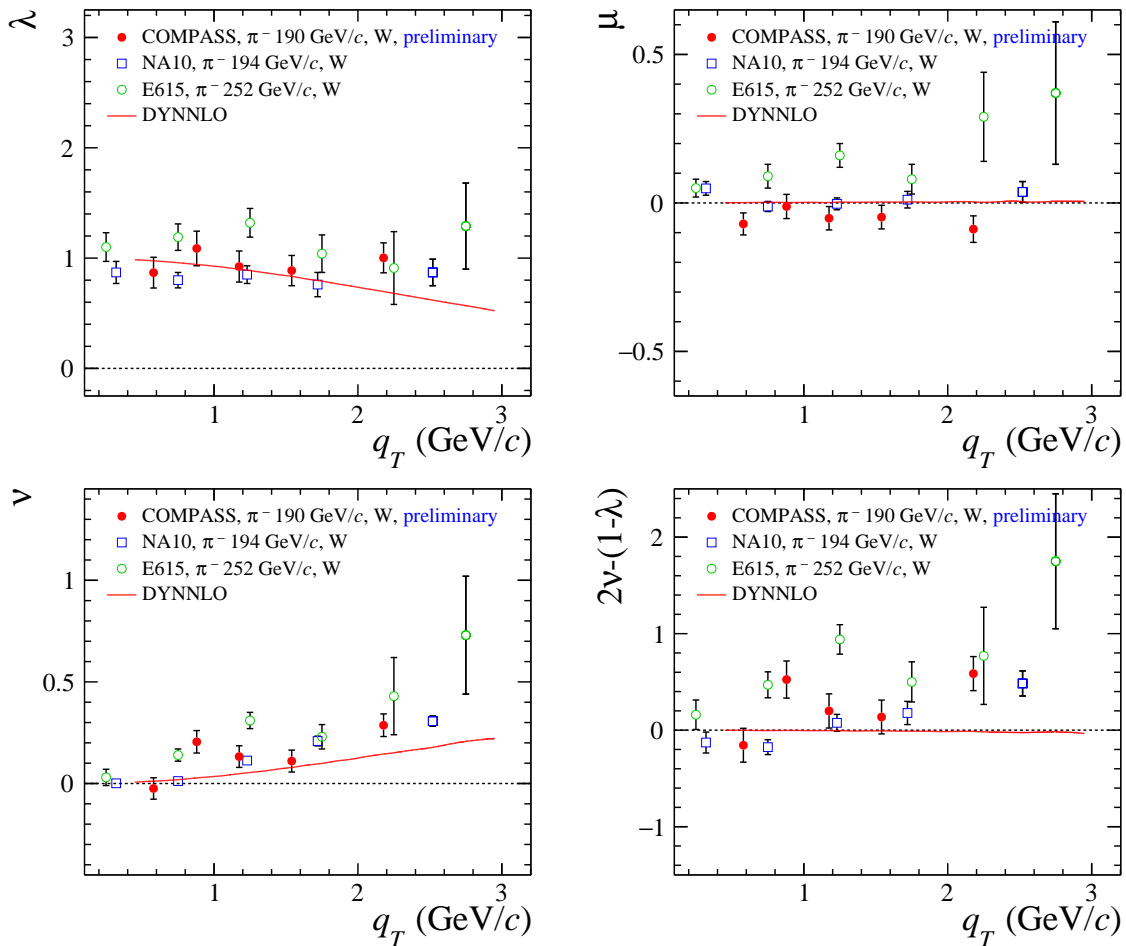 λ
3
2
1
0
COMPASS, π⁻ 190 GeV/c, W, preliminary
NA10, π⁻ 194 GeV/c, W
E615, π⁻ 252 GeV/c, W
DYNNLO
1 2 3
q_T (GeV/c)
μ
0.5
0
−0.5
COMPASS, π⁻ 190 GeV/c, W, preliminary
NA10, π⁻ 194 GeV/c, W
E615, π⁻ 252 GeV/c, W
DYNNLO
1 2 3
q_T (GeV/c)
ν
1
0.5
0
COMPASS, π⁻ 190 GeV/c, W, preliminary
NA10, π⁻ 194 GeV/c, W
E615, π⁻ 252 GeV/c, W
DYNNLO
1 2 3
q_T (GeV/c)
2ν-(1-λ)
2
1
0
−1
COMPASS, π⁻ 190 GeV/c, W, preliminary
NA10, π⁻ 194 GeV/c, W
E615, π⁻ 252 GeV/c, W
DYNNLO
1 2 3
q_T (GeV/c)